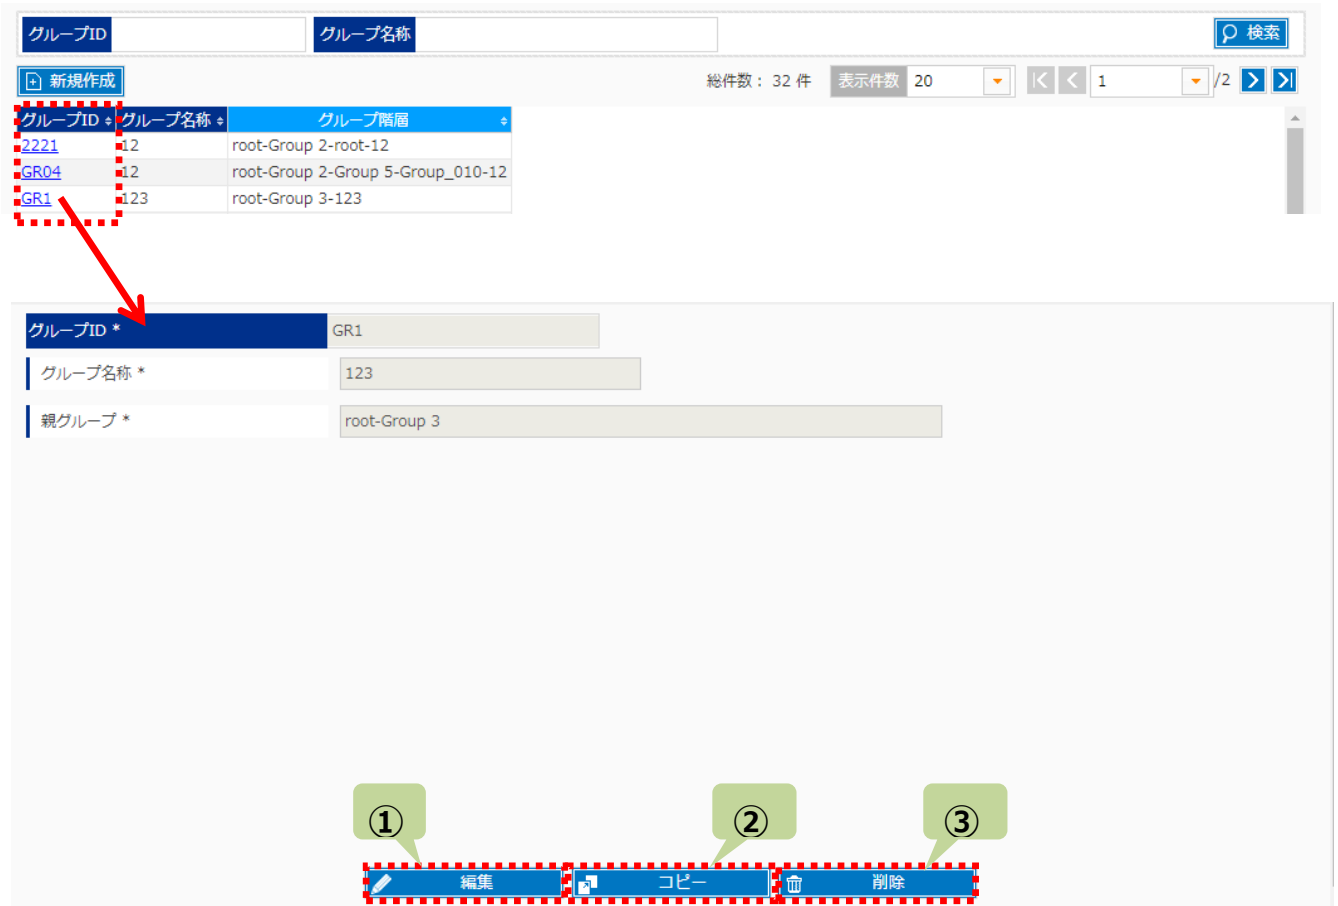 グループID グループ名称 検索
新規作成 総件数： 32 件 表示件数 20 1 /2
グループID グループ名称 グループ階層
2221 12 root-Group 2-root-12
GR04 12 root-Group 2-Group 5-Group_010-12
GR1 123 root-Group 3-123
グループID * GR1
グループ名称 * 123
親グループ * root-Group 3
① ② ③
編集 コピー 削除